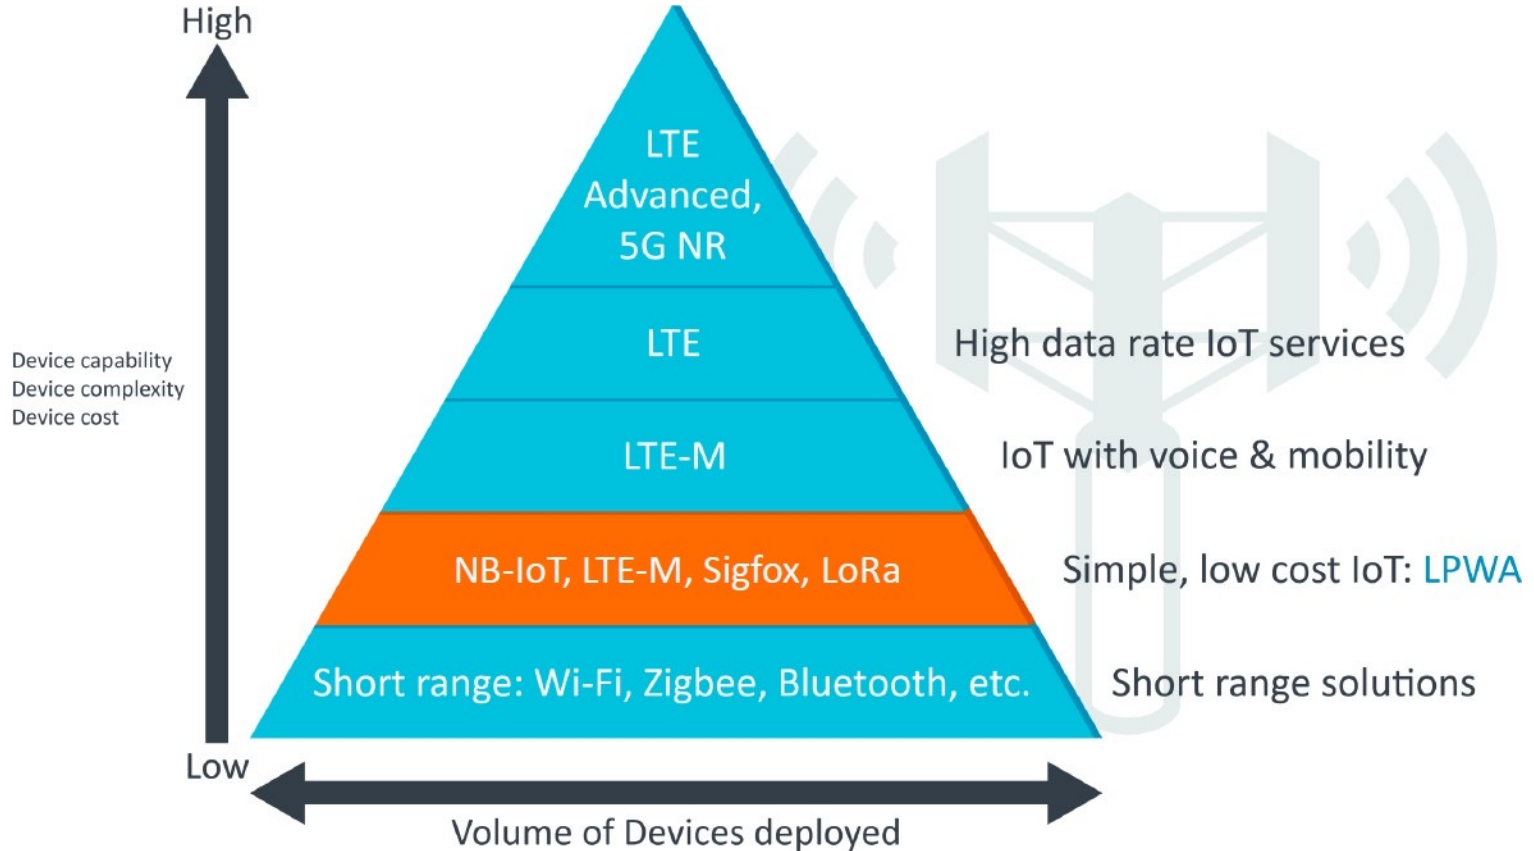 High
LTE
Advanced,
5G NR
LTE
High data rate IoT services
Device capability
Device complexity
Device cost
LTE-M
IoT with voice & mobility
NB-IoT, LTE-M, Sigfox, LoRa
Simple, low cost IoT: LPWA
Short range: Wi-Fi, Zigbee, Bluetooth, etc.
Short range solutions
Low
Volume of Devices deployed